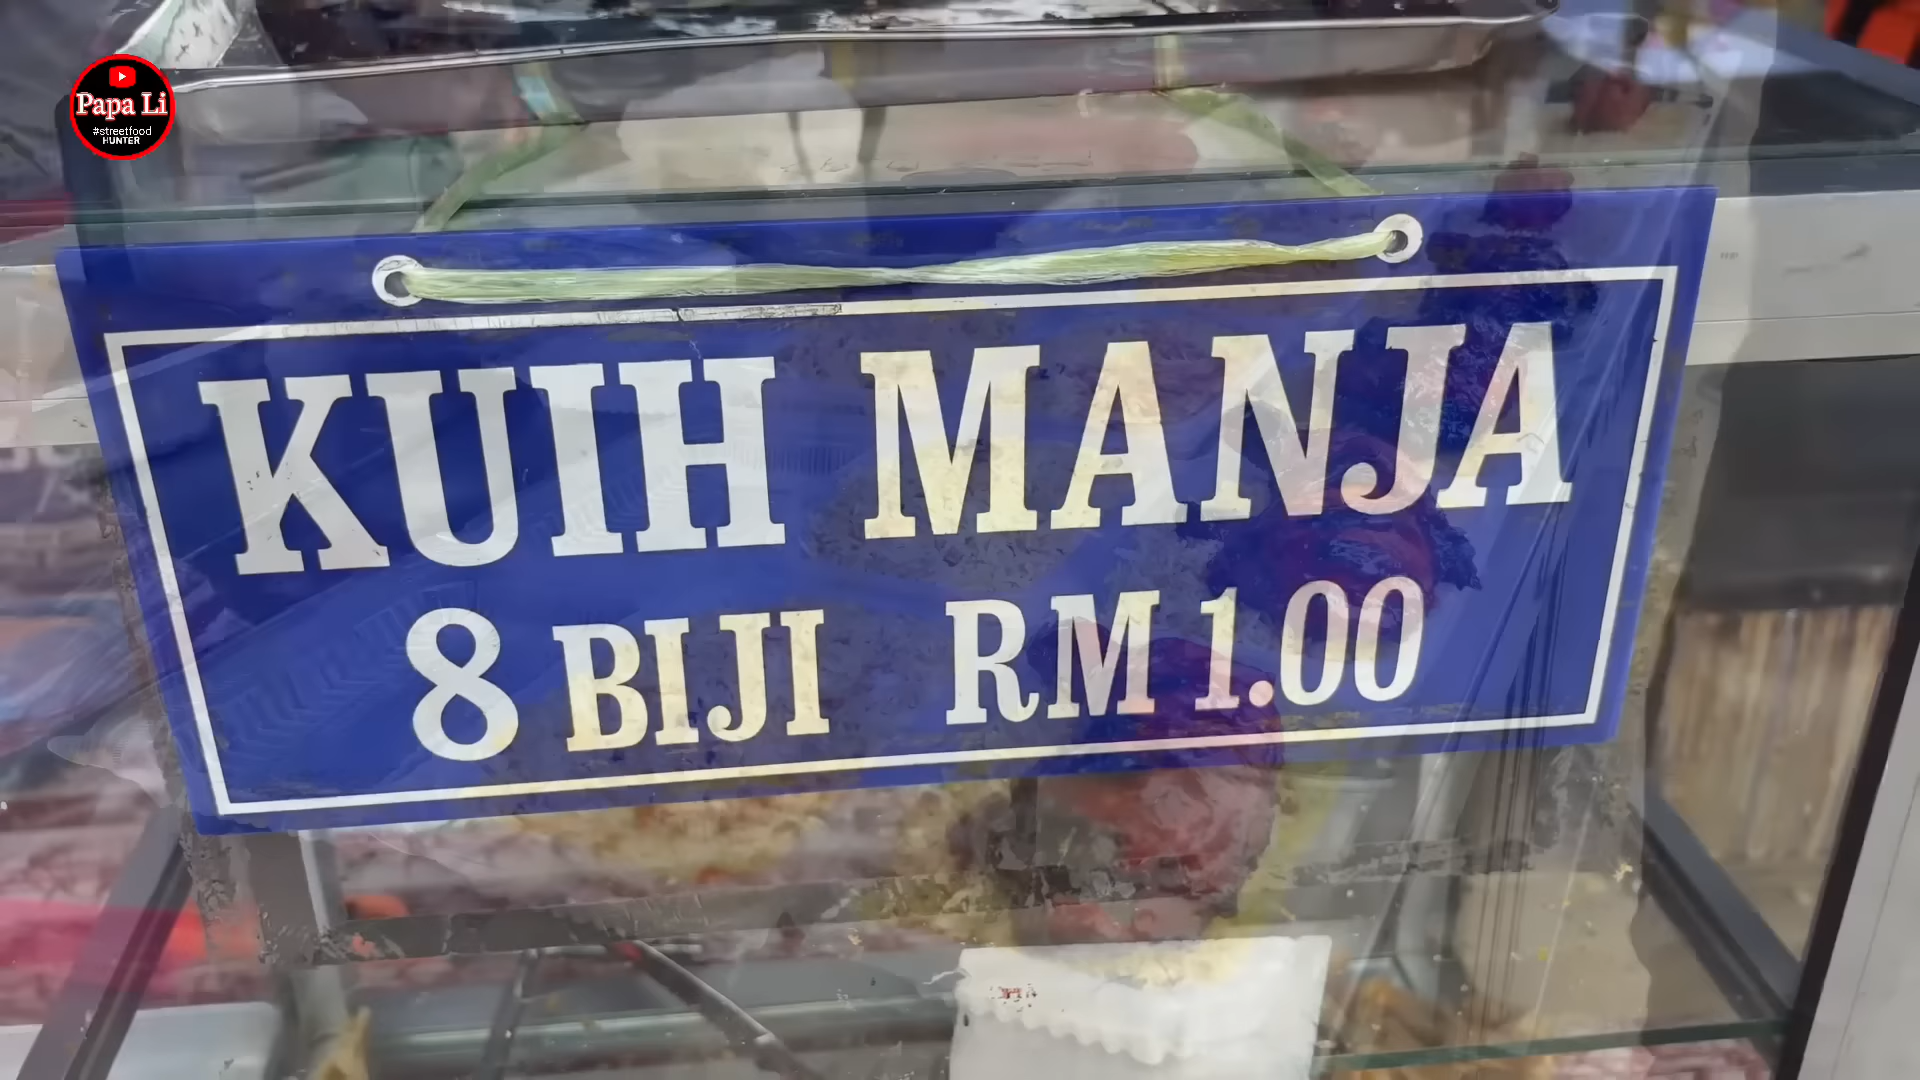 Papa Li
#streetfood
HUNTER
KUIH MANJA
8 BIJI RM 1.00